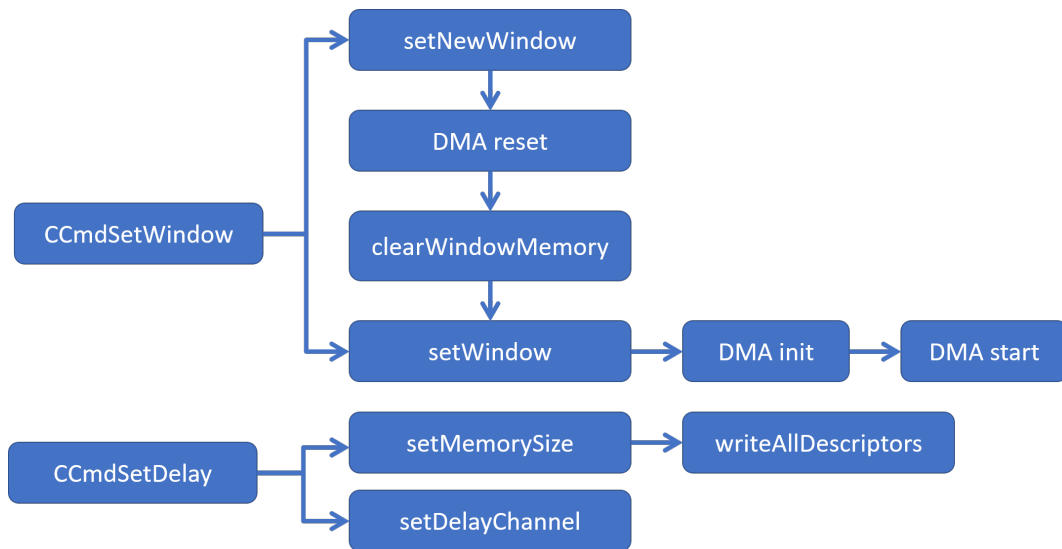 setNewWindow
DMA reset
CCmdSetWindow
clearWindowMemory
setWindow
DMA init
DMA start
setMemorySize
writeAllDescriptors
CCmdSetDelay
setDelayChannel